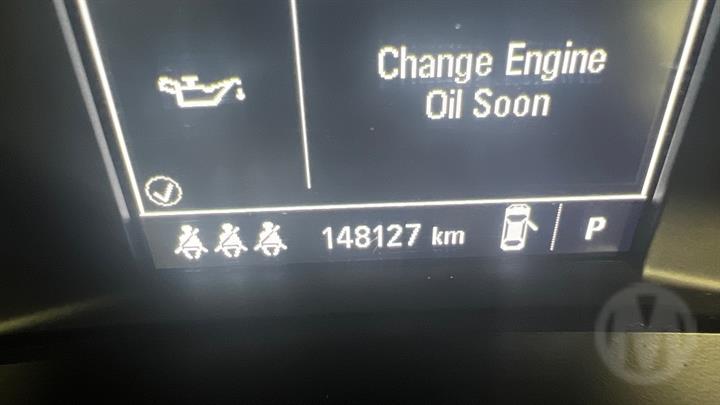 Change Engine
Oil Soon
148127 km
P
M